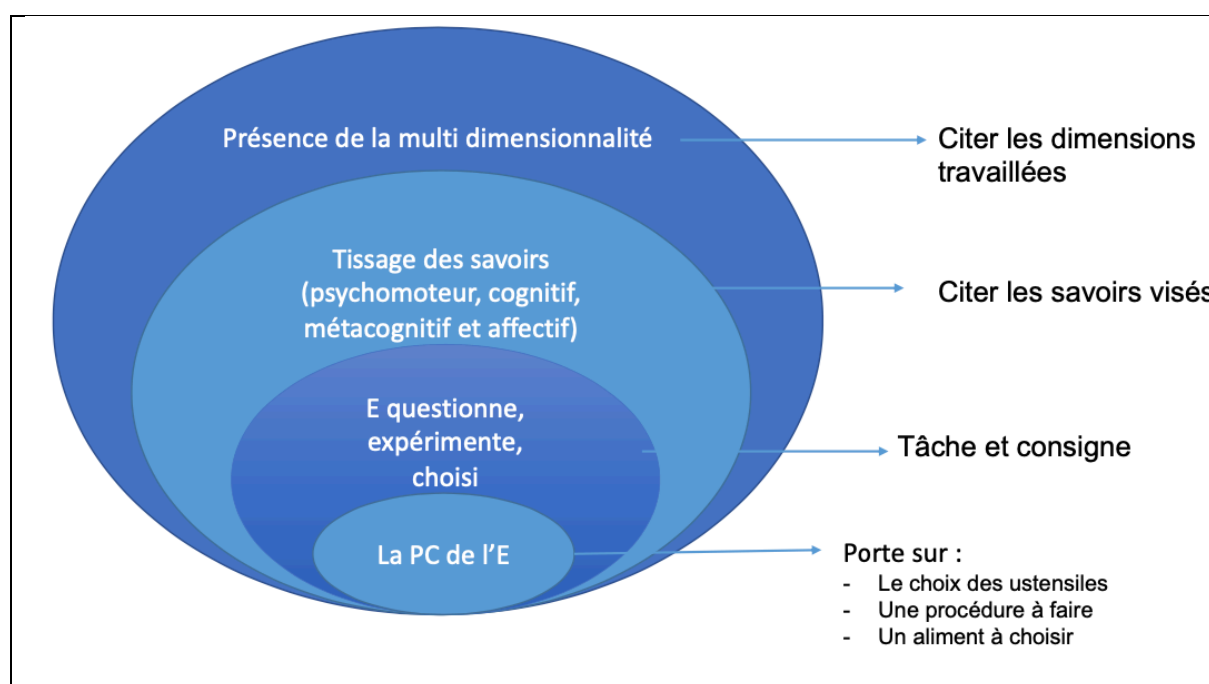 Présence de la multi dimensionnalité
Citer les dimensions
travaillées
Tissage des savoirs
(psychomoteur, cognitif,
métacognitif et affectif)
Citer les savoirs visés
E questionne,
expérimente,
choisi
Tâche et consigne
La PC de l'E
Porte sur :
- Le choix des ustensiles
- Une procédure à faire
- Un aliment à choisir